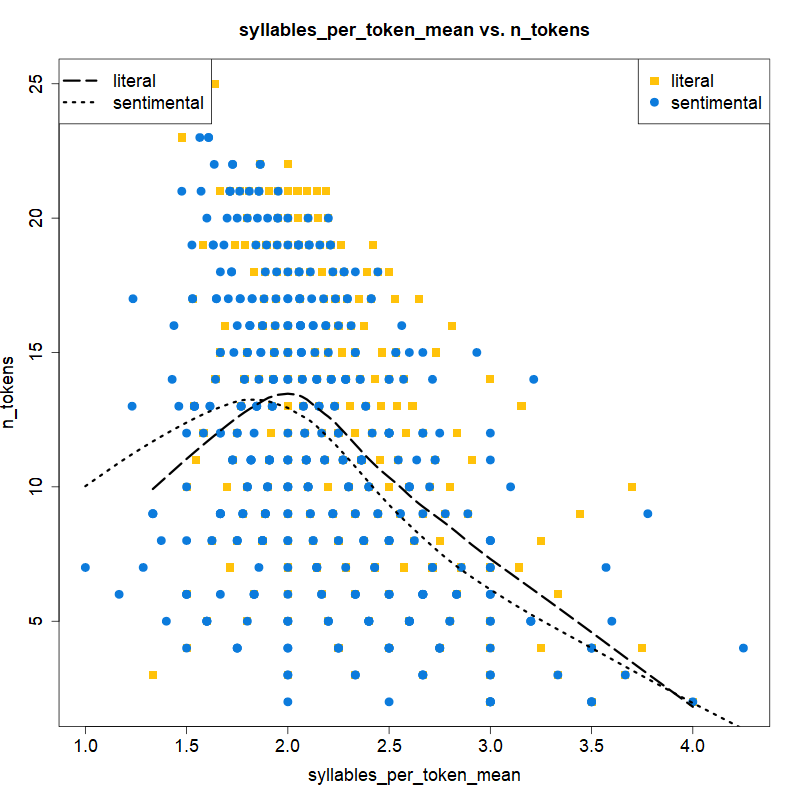 syllables_per_token_mean vs. n_tokens
literal
sentimental
literal
sentimental
25
20
15
10
5
n_tokens
1.0 1.5 2.0 2.5 3.0 3.5 4.0
syllables_per_token_mean